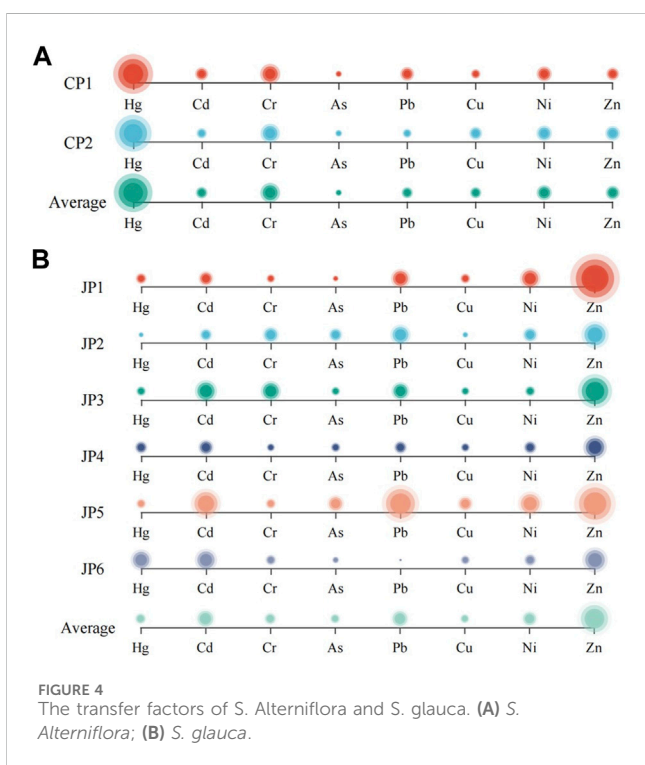 A
CP1
Hg Cd Cr As Pb Cu Ni Zn
CP2
Hg Cd Cr As Pb Cu Ni Zn
Average
Hg Cd Cr As Pb Cu Ni Zn
B
JP1
Hg Cd Cr As Pb Cu Ni Zn
JP2
Hg Cd Cr As Pb Cu Ni Zn
JP3
Hg Cd Cr As Pb Cu Ni Zn
JP4
Hg Cd Cr As Pb Cu Ni Zn
JP5
Hg Cd Cr As Pb Cu Ni Zn
JP6
Hg Cd Cr As Pb Cu Ni Zn
Average
Hg Cd Cr As Pb Cu Ni Zn
FIGURE 4
The transfer factors of S. Alterniflora and S. glauca. (A) S.
Alterniflora; (B) S. glauca.